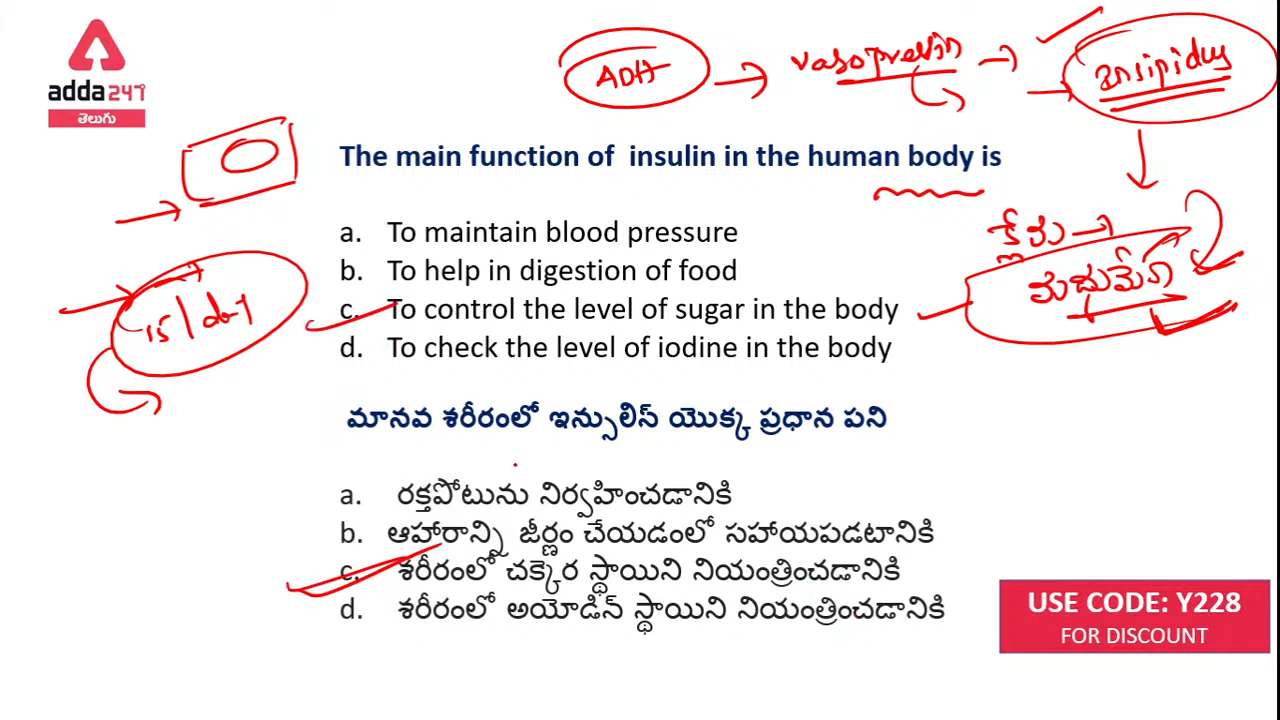 ADH → vasopressin → insipidus
adda247
తెలుగు
The main function of insulin in the human body is
a. To maintain blood pressure
b. To help in digestion of food
c. To control the level of sugar in the body
d. To check the level of iodine in the body
15/day
మానవ శరీరంలో ఇన్సులిస్ యొక్క ప్రధాన పని
a. రక్తపోటును నిర్వహించడానికి
b. ఆహారాన్ని జీర్ణం చేయడంలో సహాయపడటానికి
c. శరీరంలో చక్కెర స్థాయిని నియంత్రించడానికి
d. శరీరంలో అయోడిన్ స్థాయిని నియంత్రించడానికి
USE CODE: Y228
FOR DISCOUNT